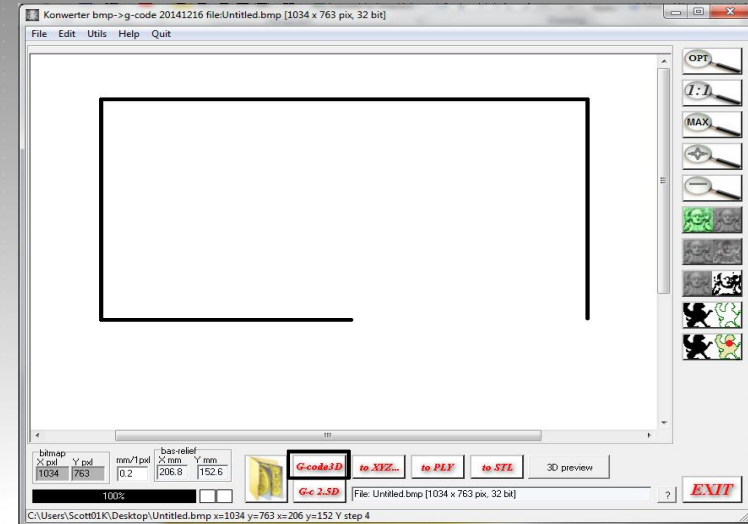 Konwerter bmp->g-code 20141216 file:Untitled.bmp [1034 x 763 pix, 32 bit]
File Edit Utils Help Quit
OPT
1:1
MAX
bitmap
X pxl Y pxl
1034 763
mm/1pxl
0.2
bas-relief
X mm Y mm
206.8 152.6
100%
G-code3D to XYZ... to PLY to STL 3D preview
G-c 2.5D File: Untitled.bmp [1034 x 763 pix, 32 bit] ? EXIT
C:\Users\Scott01K\Desktop\Untitled.bmp x=1034 y=763 x=206 y=152 Y step 4